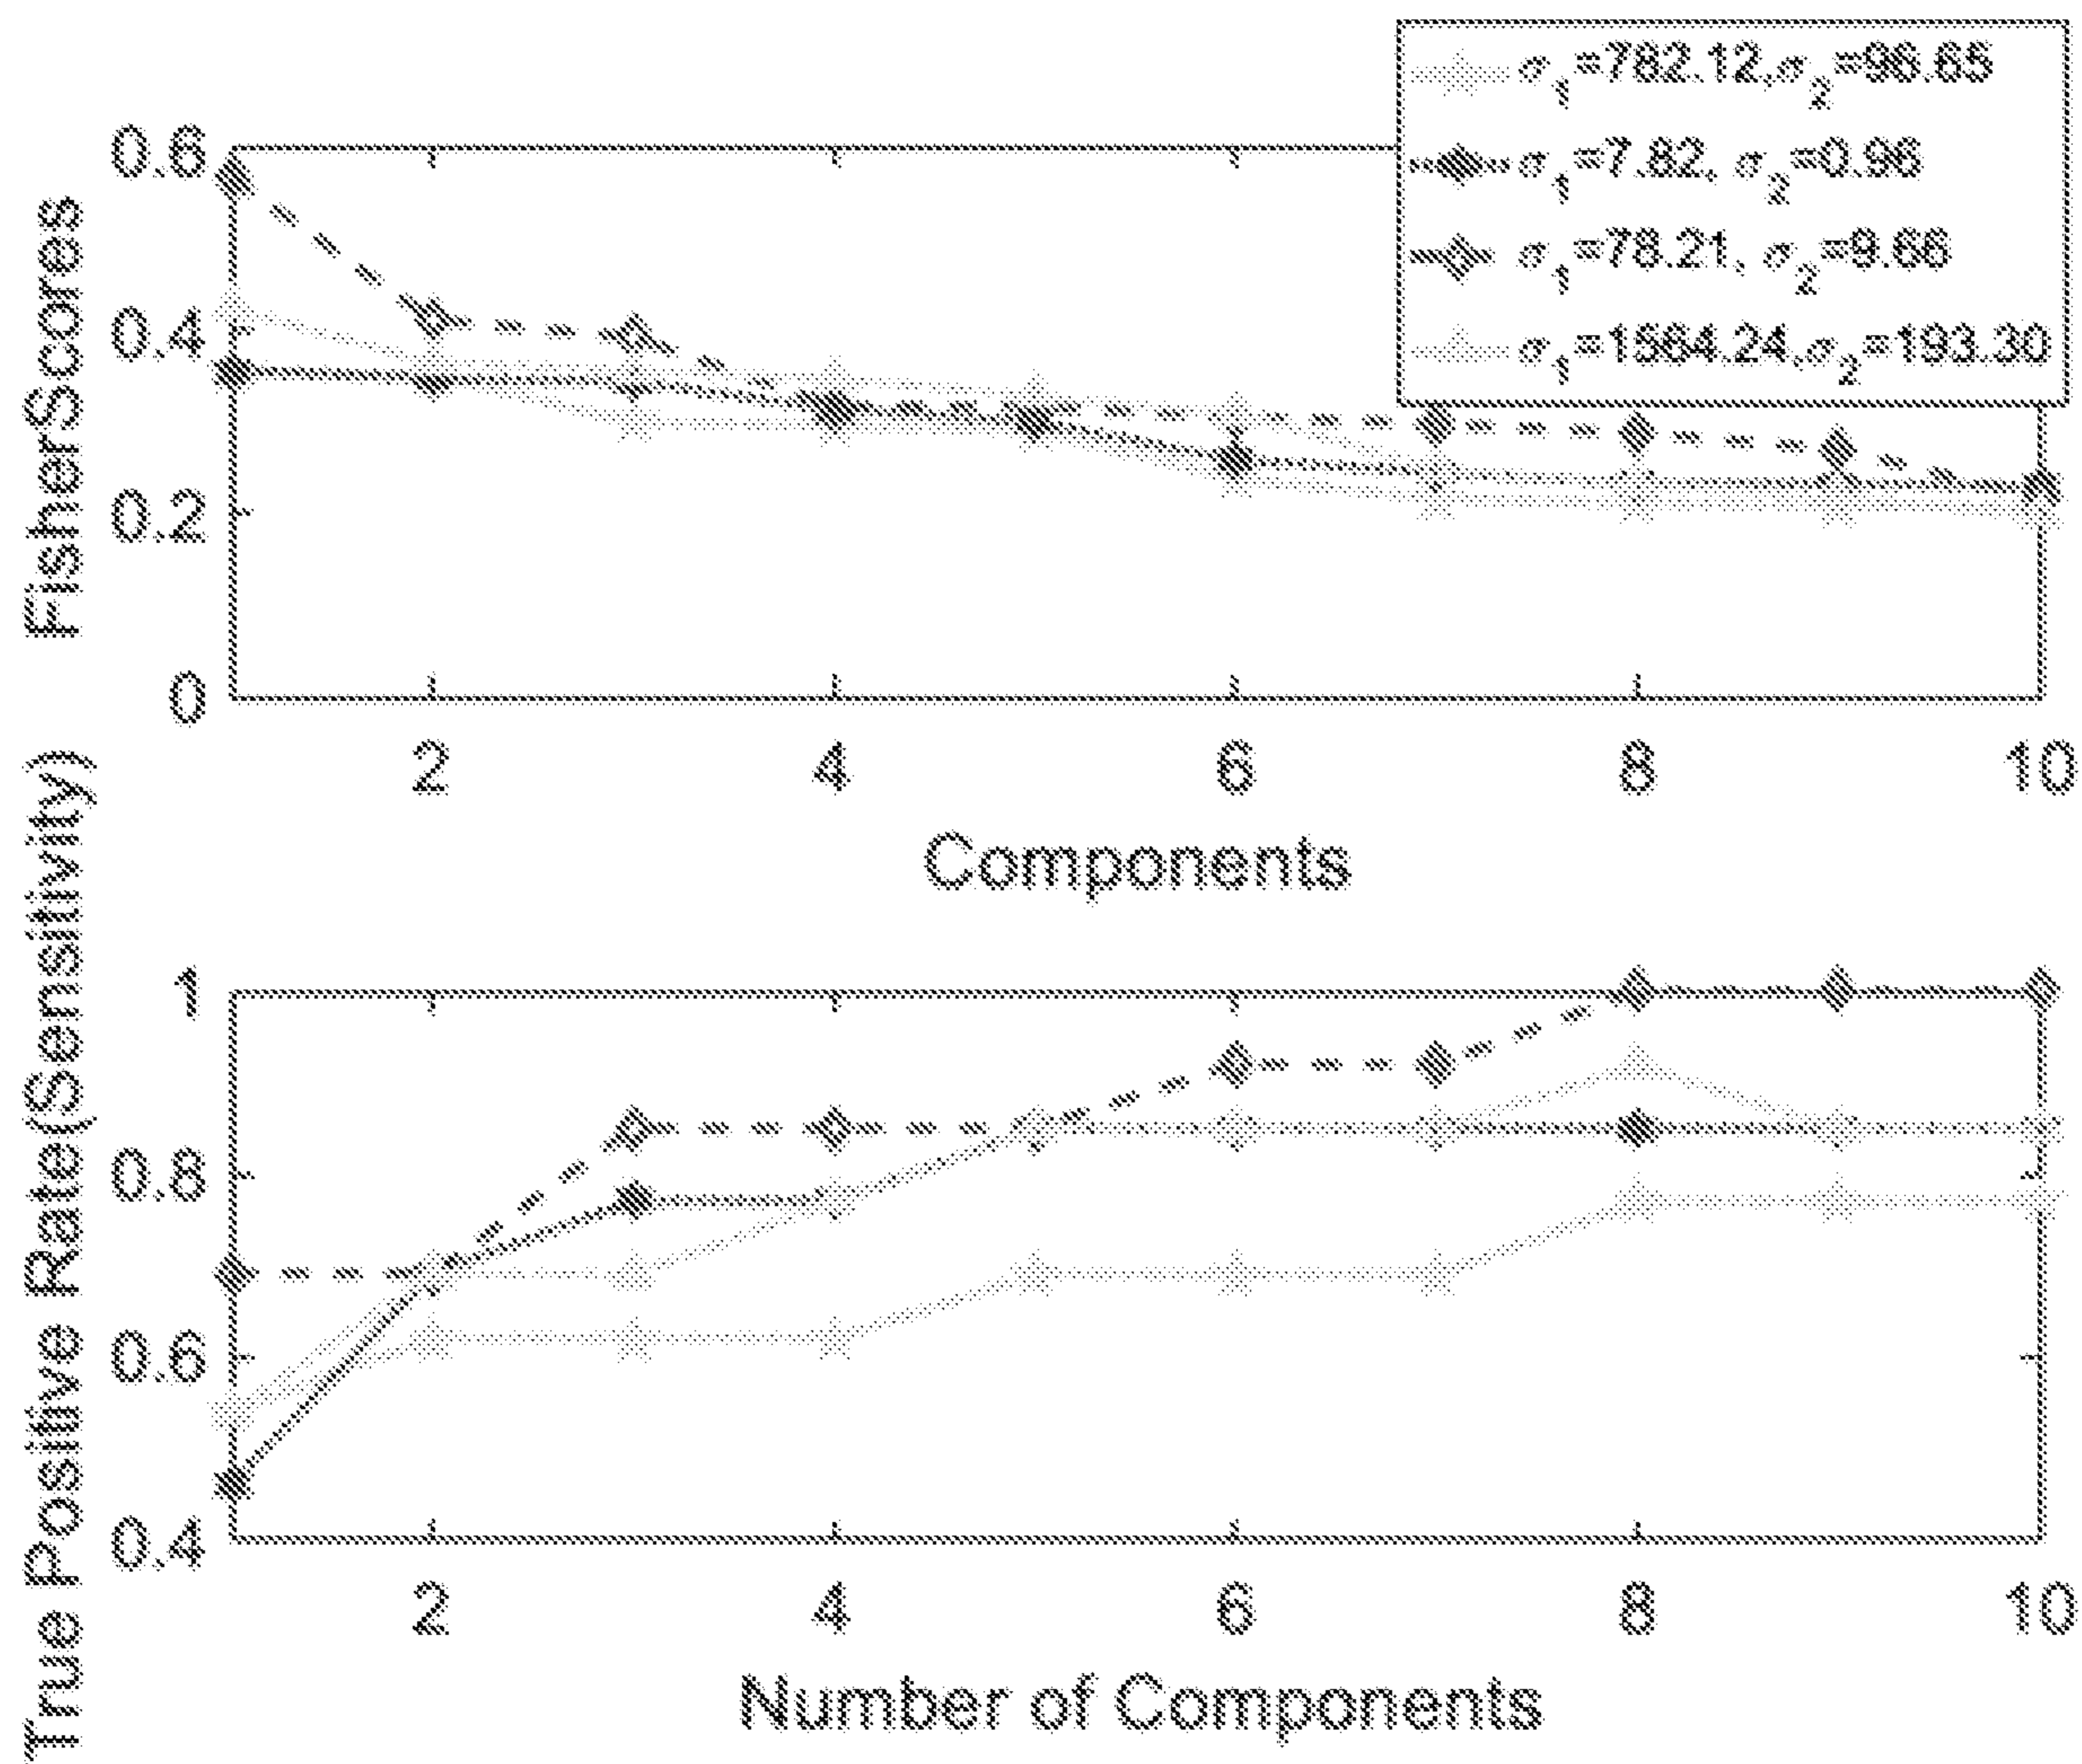 σ1=782.12,σ2=96.65
σ1=7.82, σ2=0.96
σ1=78.21, σ2=9.66
σ1=1564.24,σ2=193.30
FisherScores
0.6
0.4
0.2
0
2 4 6 8 10
Components
True Positive Rate(Sensitivity)
1
0.8
0.6
0.4
2 4 6 8 10
Number of Components